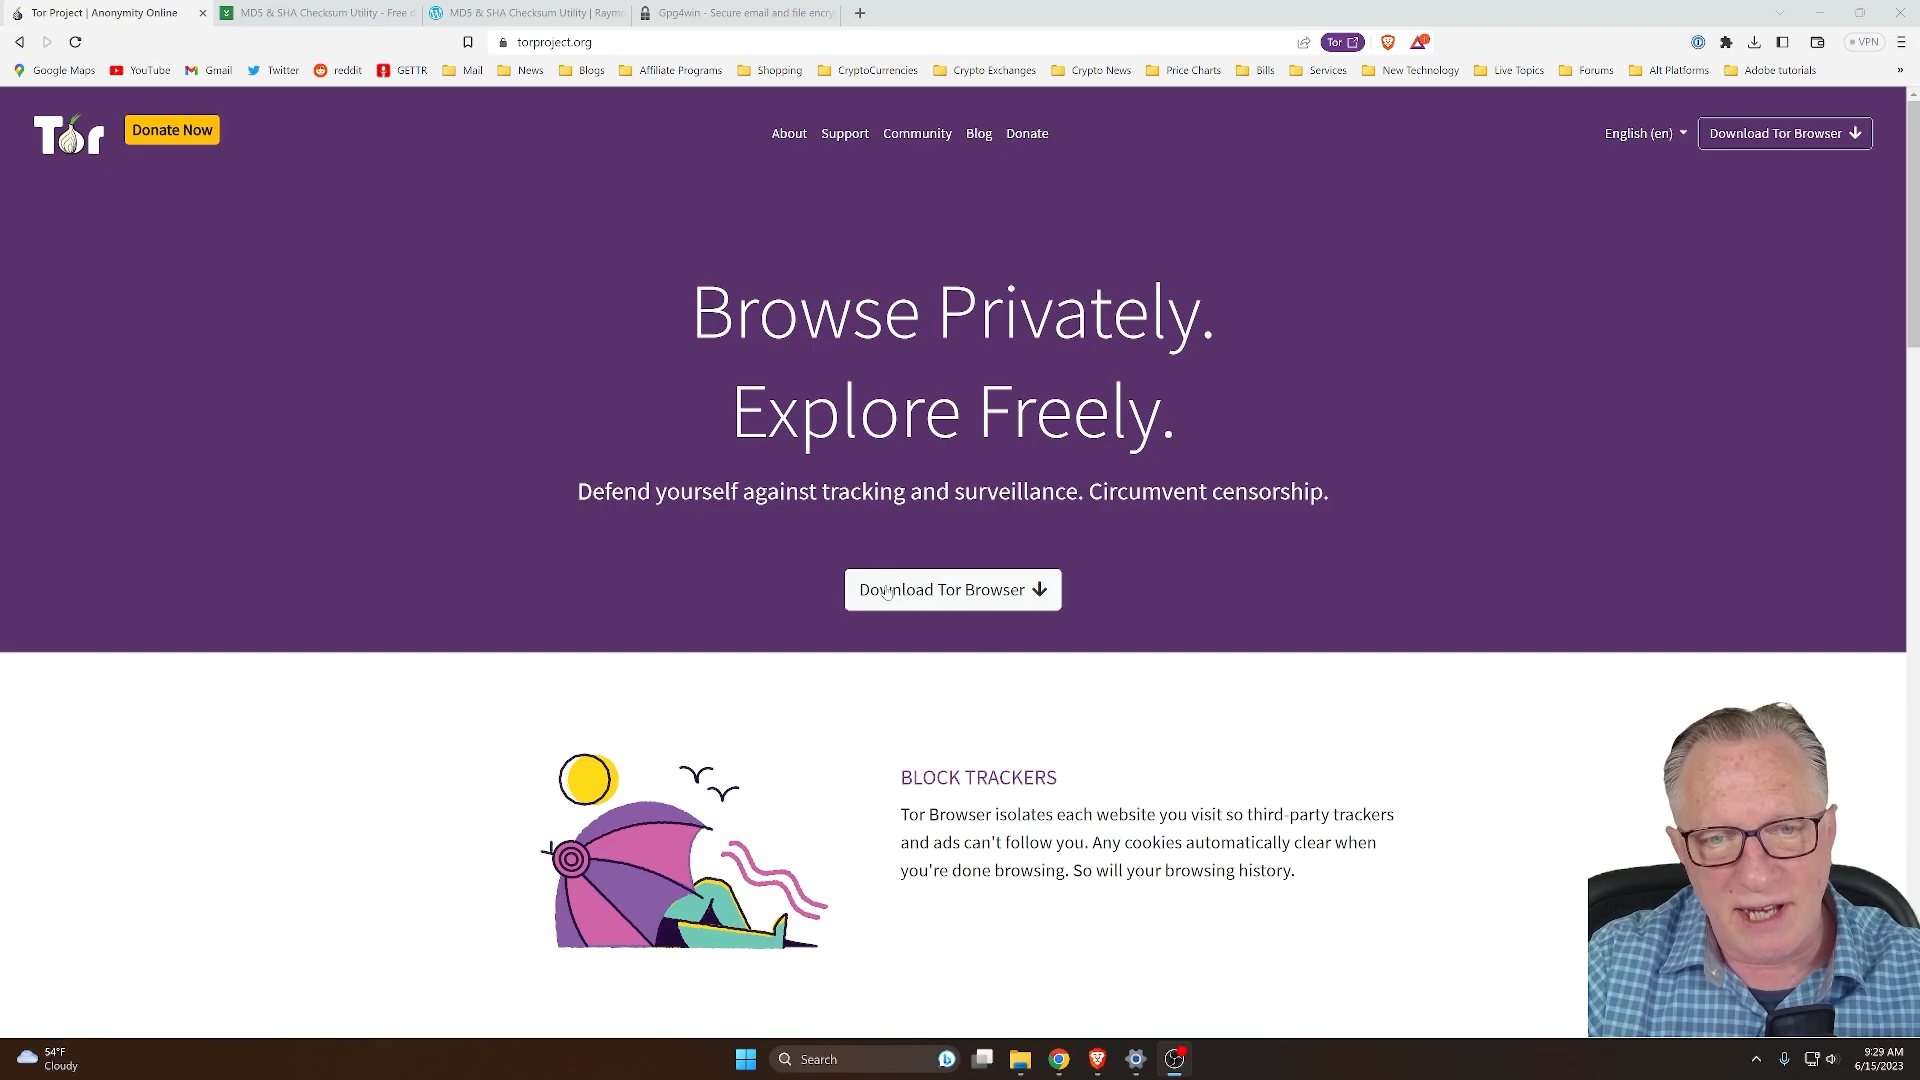 Tor Project | Anonymity Online
MD5 & SHA Checksum Utility - Free d
MD5 & SHA Checksum Utility | Raymo
Gpg4win - Secure email and file encry
torproject.org
Tor
VPN
Google Maps
YouTube
Gmail
Twitter
reddit
GETTR
Mail
News
Blogs
Affiliate Programs
Shopping
CryptoCurrencies
Crypto Exchanges
Crypto News
Price Charts
Bills
Services
New Technology
Live Topics
Forums
Alt Platforms
Adobe tutorials
»
Tor
Donate Now
About
Support
Community
Blog
Donate
English (en)
Download Tor Browser
Browse Privately.
Explore Freely.
Defend yourself against tracking and surveillance. Circumvent censorship.
Download Tor Browser
BLOCK TRACKERS
Tor Browser isolates each website you visit so third-party trackers
and ads can't follow you. Any cookies automatically clear when
you're done browsing. So will your browsing history.
54°F
Cloudy
Search
9:29 AM
6/15/2023